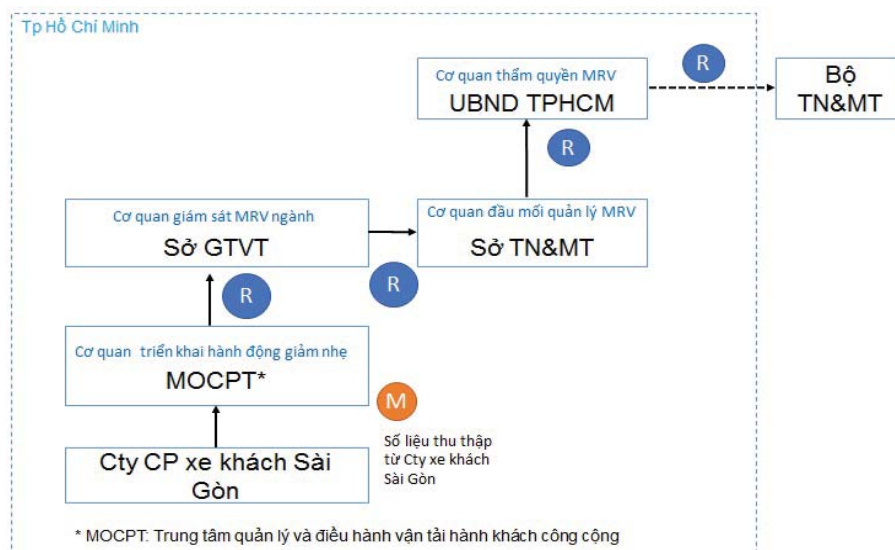 Tp Hồ Chí Minh
Cơ quan thẩm quyền MRV
UBND TPHCM
R
Bộ
TN&MT
R
Cơ quan giám sát MRV ngành
Sở GTVT
Cơ quan đầu mối quản lý MRV
Sở TN&MT
R
R
Cơ quan triển khai hành động giảm nhẹ
MOCPT*
M
Số liệu thu thập
từ Cty xe khách
Sài Gòn
Cty CP xe khách Sài
Gòn
* MOCPT: Trung tâm quản lý và điều hành vận tải hành khách công cộng